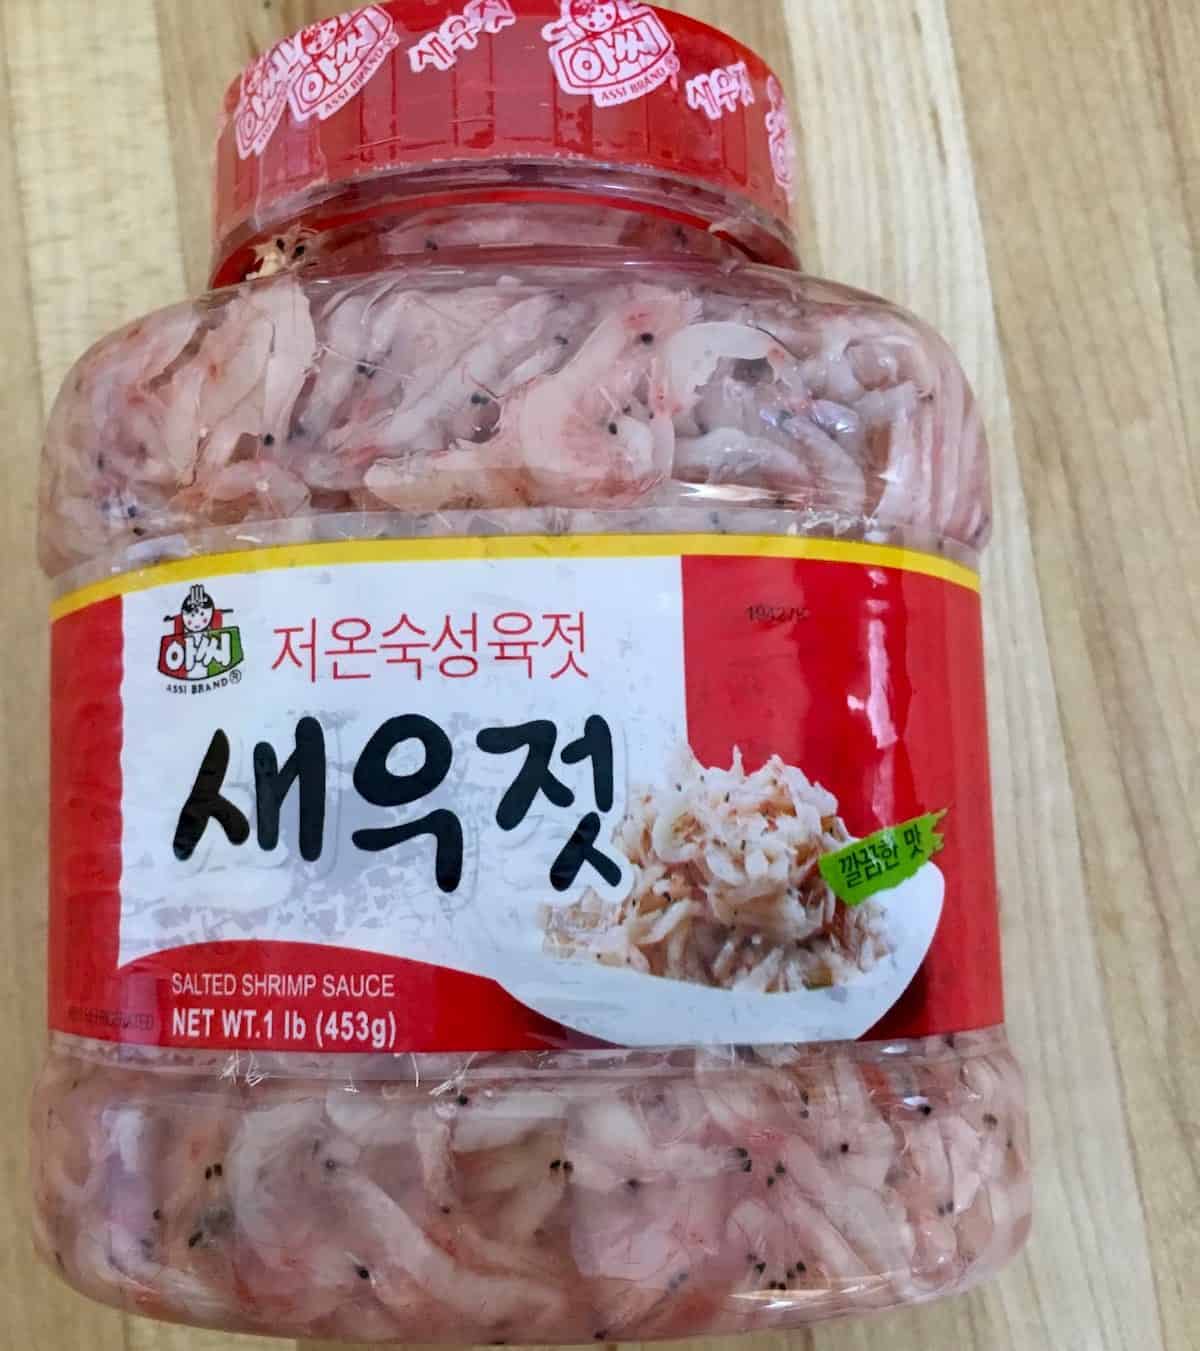 아씨
ASSI BRAND
새우젓
아씨
ASSI BRAND
새우젓
아씨
ASSI BRAND®
저온숙성육젓
새우젓
깔끔한 맛
SALTED SHRIMP SAUCE
NET WT.1 lb (453g)